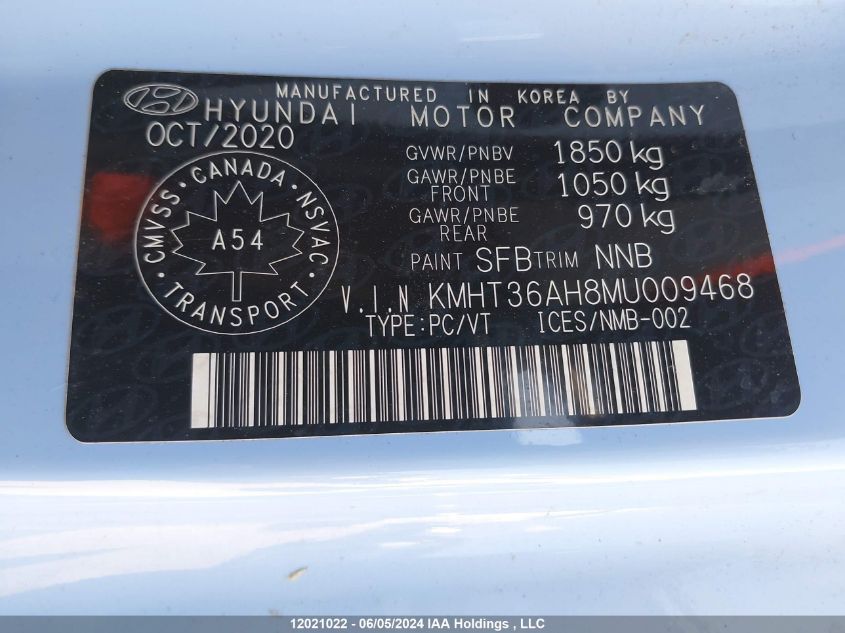 MANUFACTURED IN KOREA BY
HYUNDAI MOTOR COMPANY
OCT/2020
GVWR/PNBV 1850 kg
GAWR/PNBE FRONT 1050 kg
GAWR/PNBE REAR 970 kg
CMVSS · CANADA · NSVAC · TRANSPORT ·
A54
PAINT SFB TRIM NNB
V.I.N KMHT36AH8MU009468
TYPE:PC/VT ICES/NMB-002
12021022 - 06/05/2024 IAA Holdings , LLC